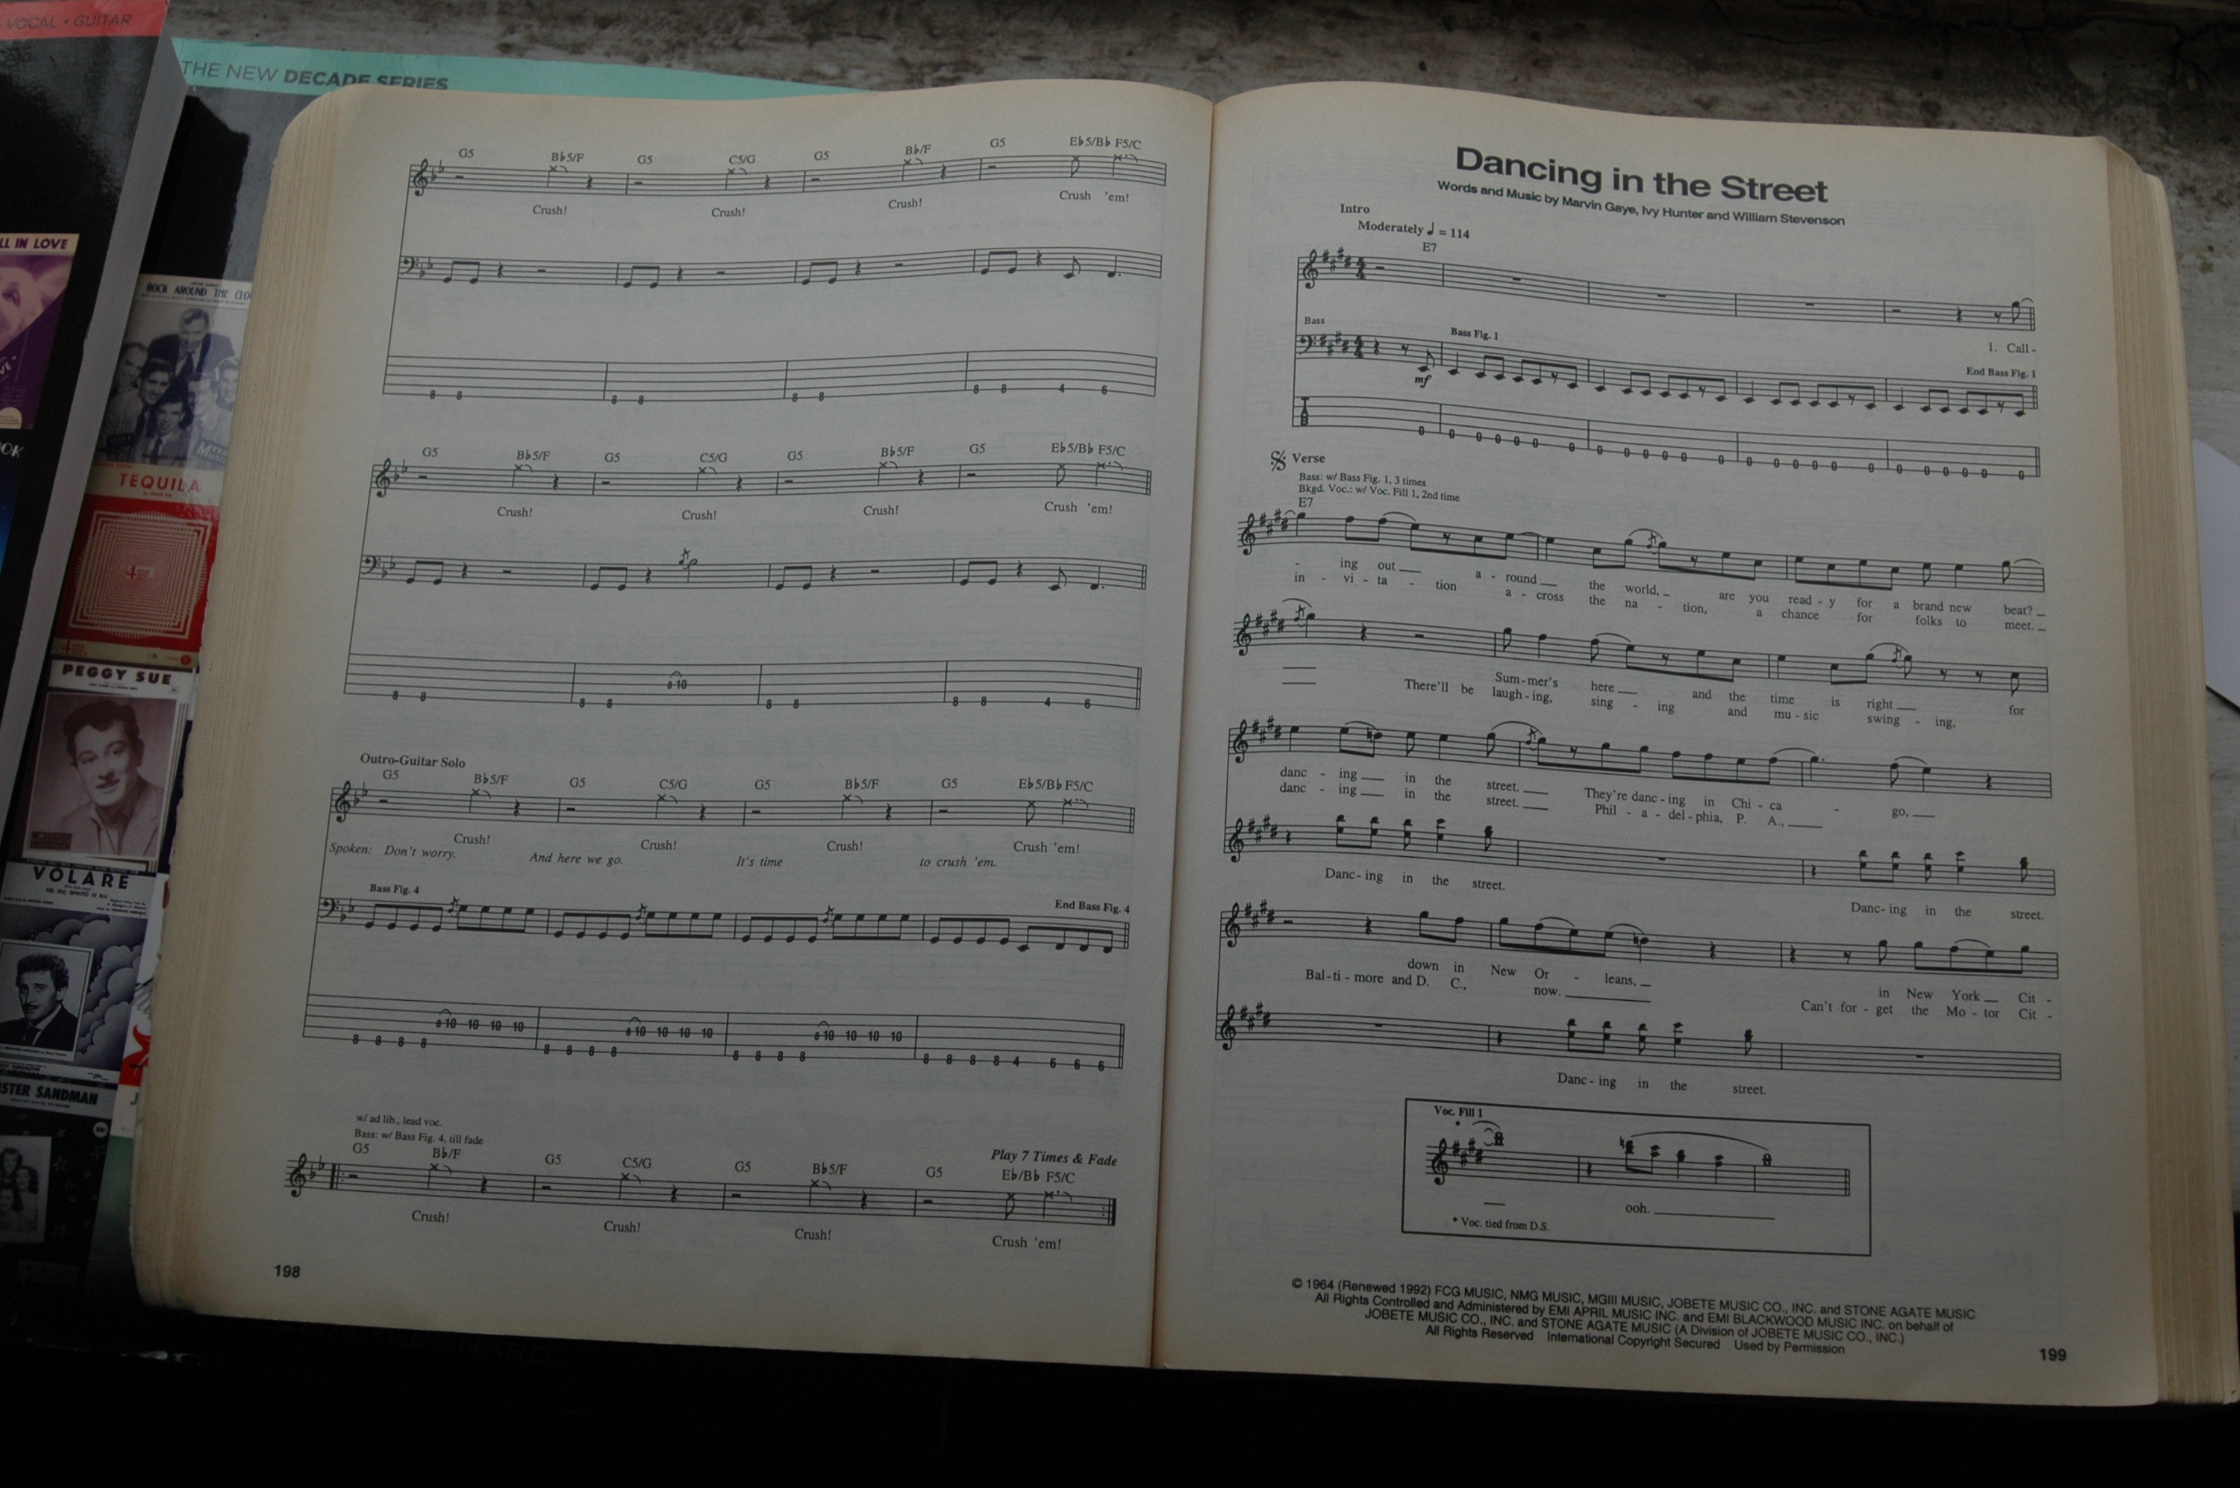 VOCAL • GUITAR
THE NEW DECADE SERIES
LL IN LOVE
OOK
ROCK AROUND THE CLO
TEQUILA
PEGGY SUE
VOLARE
STER SANDMAN
G5 B♭5/F G5 C5/G G5 B♭/F G5 E♭5/B♭ F5/C
Crush! Crush! Crush! Crush 'em!
8 8 8 8 8 8 8 8 4 6
G5 B♭5/F G5 C5/G G5 B♭5/F G5 E♭5/B♭ F5/C
Crush! Crush! Crush! Crush 'em!
8 8 8 8 8 10 8 8 8 8 4 6
Outro-Guitar Solo
G5 B♭5/F G5 C5/G G5 B♭5/F G5 E♭5/B♭ F5/C
Crush! Crush! Crush! Crush 'em!
Spoken: Don't worry. And here we go. It's time to crush 'em.
Bass Fig. 4 End Bass Fig. 4
8 8 8 8 8 10 10 10 10 8 8 8 8 8 10 10 10 10 8 8 8 8 8 10 10 10 10 8 8 8 8 4 6 6 6
w/ ad lib., lead voc.
Bass: w/ Bass Fig. 4, till fade
Play 7 Times & Fade
G5 B♭/F G5 C5/G G5 B♭5/F G5 E♭/B♭ F5/C
Crush! Crush! Crush! Crush 'em!
198
Dancing in the Street
Words and Music by Marvin Gaye, Ivy Hunter and William Stevenson
Intro
Moderately ♩ = 114
E7
1. Call -
Bass
Bass Fig. 1 End Bass Fig. 1
mf
T
0 0 0 0 0 0 0 0 0 0 0 0 0 0 0 0 0 0 0 0 0 0 0 0 0
Verse
Bass: w/ Bass Fig. 1, 3 times
Bkgd. Voc.: w/ Voc. Fill 1, 2nd time
E7
- ing out a - round the world, are you read - y for a brand new beat?
in - vi - ta - tion a - cross the na - tion, a chance for folks to meet.
Sum - mer's here and the time is right for
There'll be laugh - ing, sing - ing and mu - sic swing - ing,
danc - ing in the street. They're danc - ing in Chi - ca - go,
danc - ing in the street. Phil - a - del - phia, P. A.,
Danc - ing in the street. Danc - ing in the street.
down in New Or - leans, in New York Cit -
Bal - ti - more and D. C., now. Can't for - get the Mo - tor Cit -
Danc - ing in the street.
Voc. Fill 1
*
ooh.
* Voc. tied from D.S.
© 1964 (Renewed 1992) FCG MUSIC, NMG MUSIC, MGIII MUSIC, JOBETE MUSIC CO., INC. and STONE AGATE MUSIC
All Rights Controlled and Administered by EMI APRIL MUSIC INC. and EMI BLACKWOOD MUSIC INC. on behalf of
JOBETE MUSIC CO., INC. and STONE AGATE MUSIC (A Division of JOBETE MUSIC CO., INC.)
All Rights Reserved International Copyright Secured Used by Permission
199